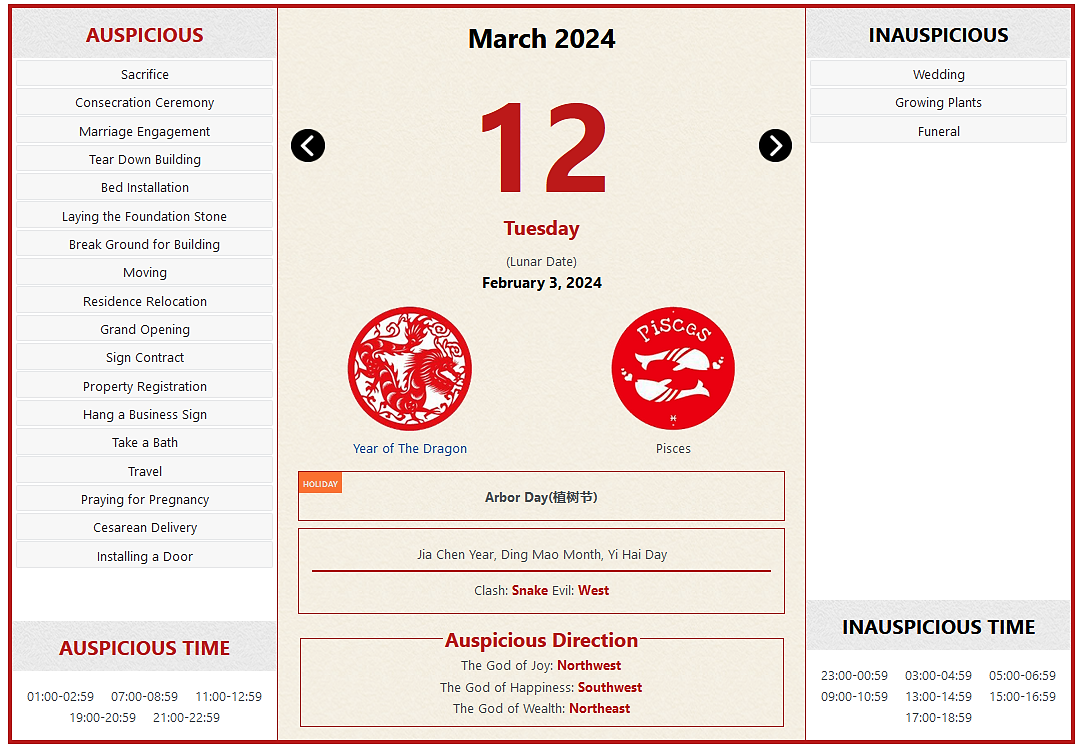 AUSPICIOUS
Sacrifice
Consecration Ceremony
Marriage Engagement
Tear Down Building
Bed Installation
Laying the Foundation Stone
Break Ground for Building
Moving
Residence Relocation
Grand Opening
Sign Contract
Property Registration
Hang a Business Sign
Take a Bath
Travel
Praying for Pregnancy
Cesarean Delivery
Installing a Door
AUSPICIOUS TIME
01:00-02:59 07:00-08:59 11:00-12:59
19:00-20:59 21:00-22:59
March 2024
12
Tuesday
(Lunar Date)
February 3, 2024
Pisces
Year of The Dragon
Pisces
HOLIDAY
Arbor Day(植树节)
Jia Chen Year, Ding Mao Month, Yi Hai Day
Clash: Snake Evil: West
Auspicious Direction
The God of Joy: Northwest
The God of Happiness: Southwest
The God of Wealth: Northeast
INAUSPICIOUS
Wedding
Growing Plants
Funeral
INAUSPICIOUS TIME
23:00-00:59 03:00-04:59 05:00-06:59
09:00-10:59 13:00-14:59 15:00-16:59
17:00-18:59